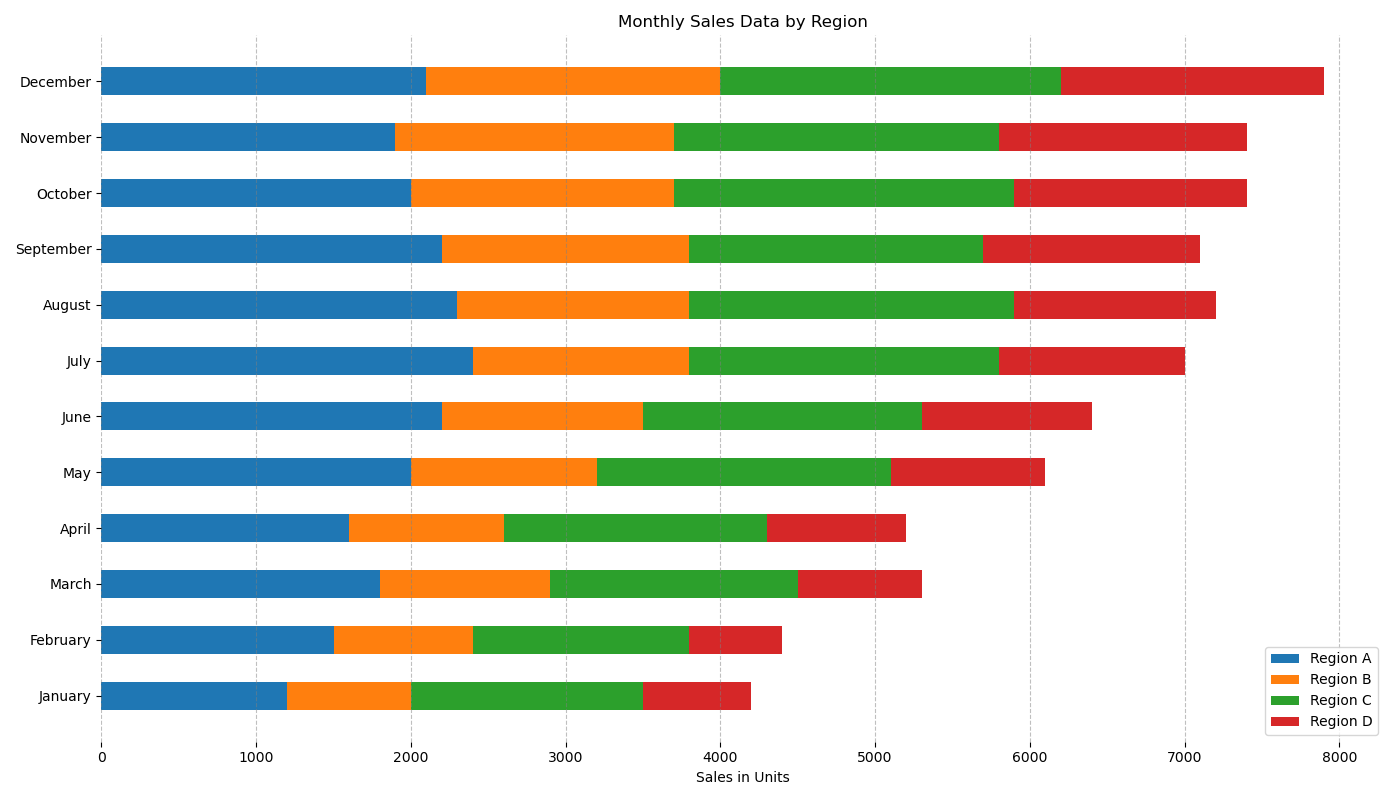 Monthly Sales Data by Region
December
November
October
September
August
July
June
May
April
March
February
January
Region A
Region B
Region C
Region D
0 1000 2000 3000 4000 5000 6000 7000 8000
Sales in Units